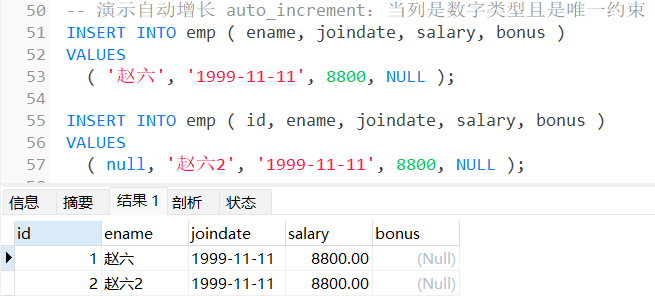 50 -- 演示自动增长 auto_increment：当列是数字类型且是唯一约束
51 INSERT INTO emp ( ename, joindate, salary, bonus )
52 VALUES
53 ( '赵六', '1999-11-11', 8800, NULL );
54
55 INSERT INTO emp ( id, ename, joindate, salary, bonus )
56 VALUES
57 ( null, '赵六2', '1999-11-11', 8800, NULL );
信息 摘要 结果 1 剖析 状态
id ename joindate salary bonus
1 赵六 1999-11-11 8800.00 (Null)
2 赵六2 1999-11-11 8800.00 (Null)